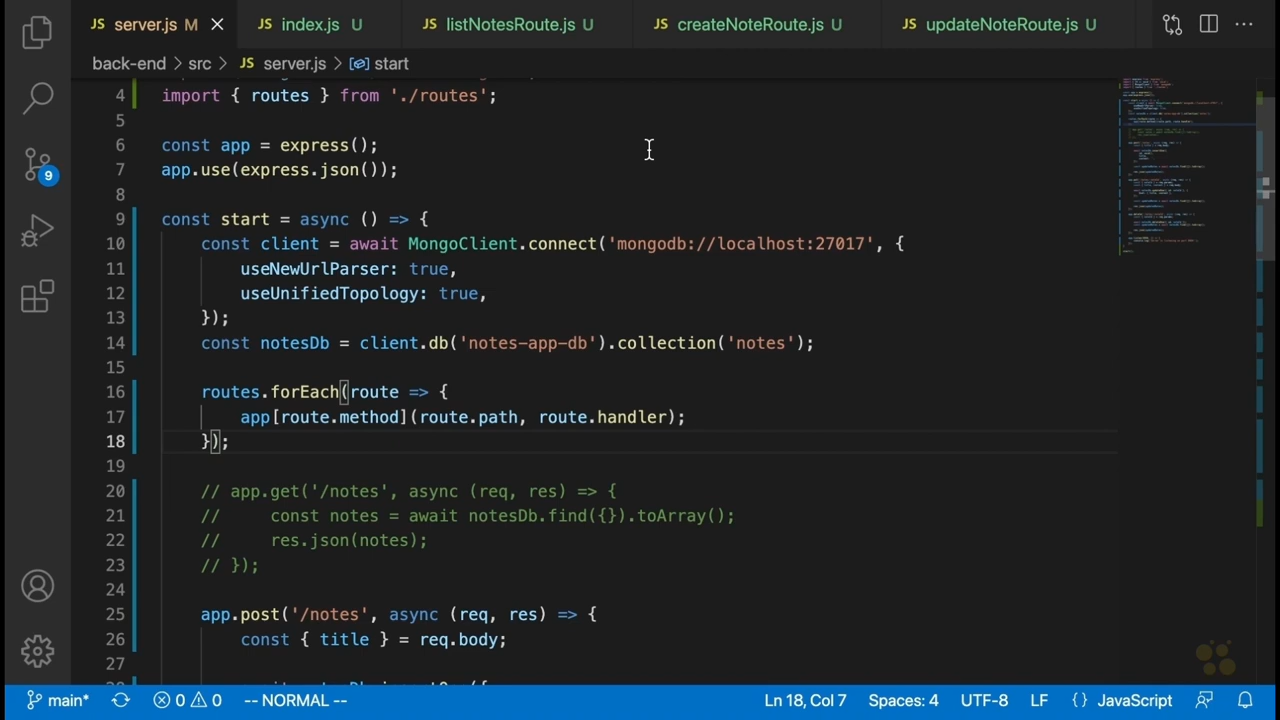 server.js M
index.js U
listNotesRoute.js U
createNoteRoute.js U
updateNoteRoute.js U
back-end > src > JS server.js > start
4 import { routes } from './routes';
5
6 const app = express();
7 app.use(express.json());
8
9 const start = async () => {
10 const client = await MongoClient.connect('mongodb://localhost:27017', {
11 useNewUrlParser: true,
12 useUnifiedTopology: true,
13 });
14 const notesDb = client.db('notes-app-db').collection('notes');
15
16 routes.forEach(route => {
17 app[route.method](route.path, route.handler);
18 });
19
20 // app.get('/notes', async (req, res) => {
21 // const notes = await notesDb.find({}).toArray();
22 // res.json(notes);
23 // });
24
25 app.post('/notes', async (req, res) => {
26 const { title } = req.body;
27
9
main* 0 0 -- NORMAL -- Ln 18, Col 7 Spaces: 4 UTF-8 LF {} JavaScript